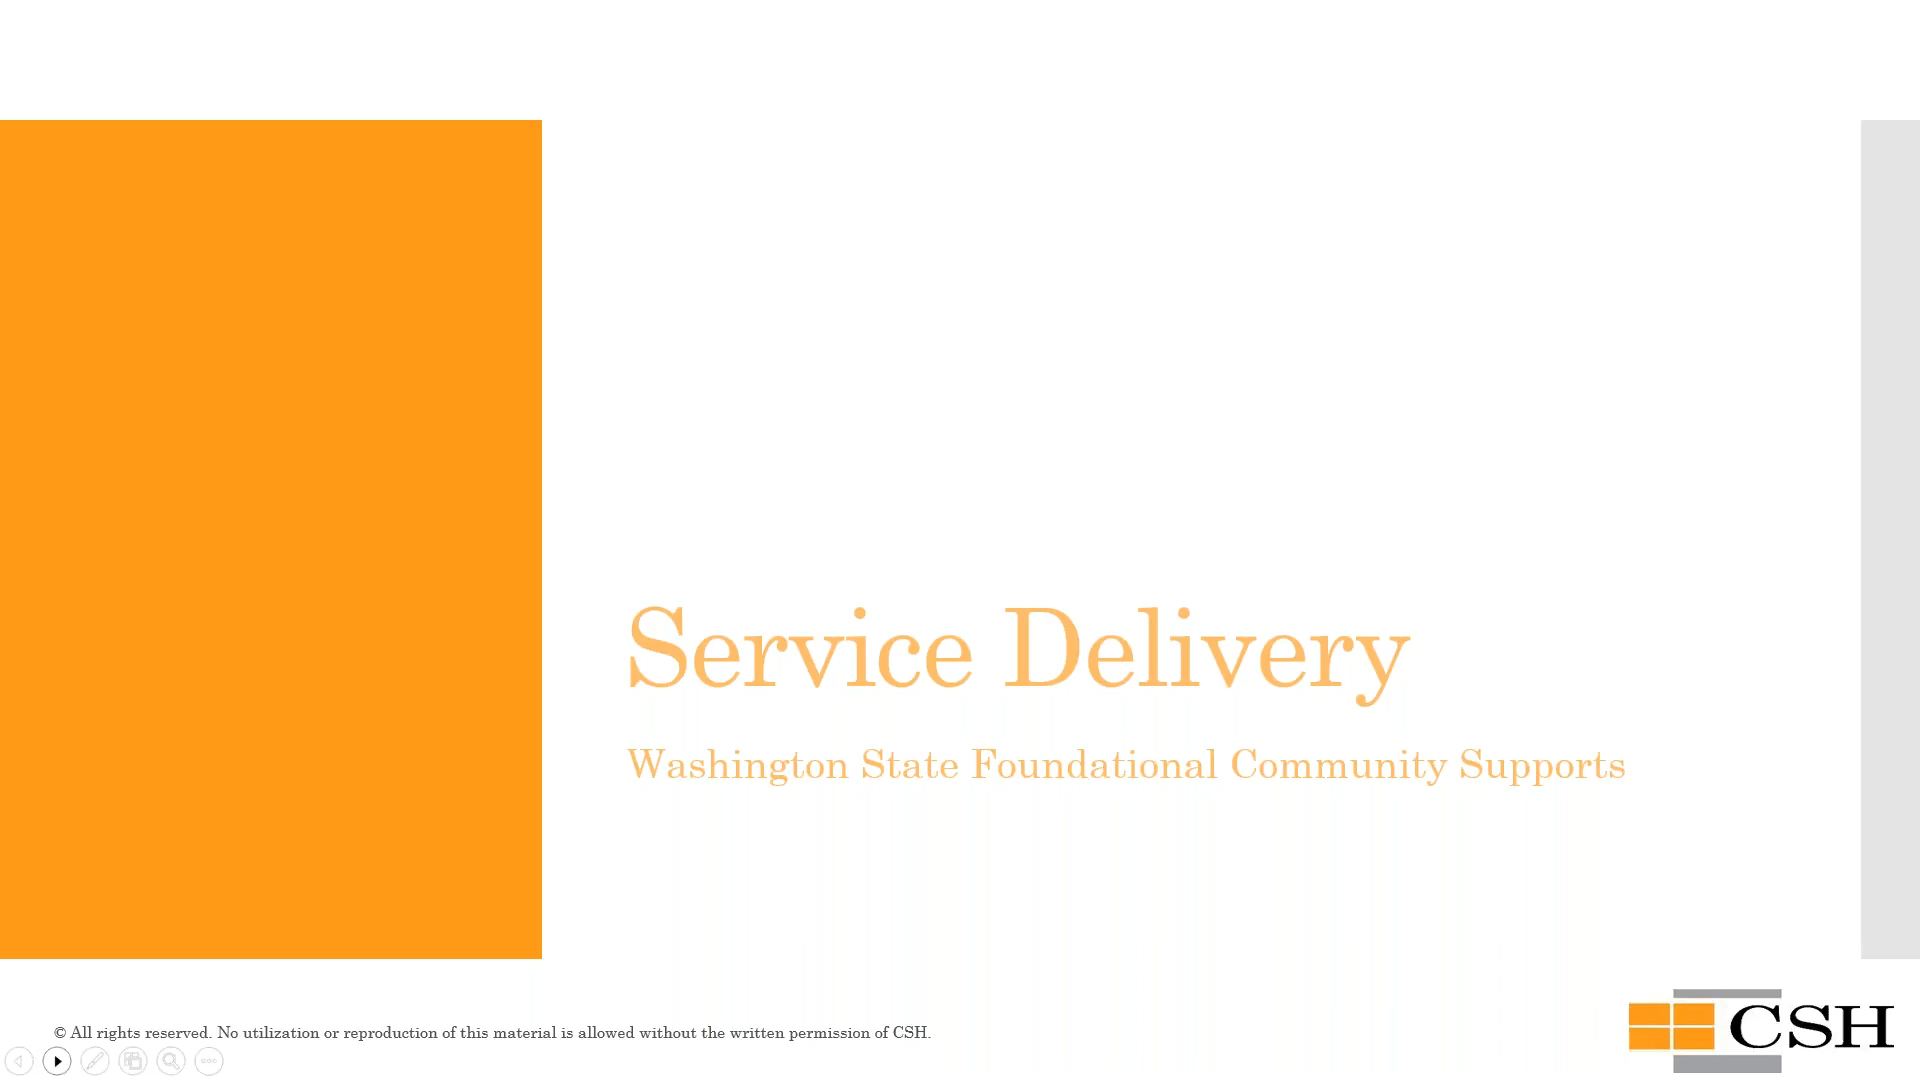 Service Delivery
Washington State Foundational Community Supports
© All rights reserved. No utilization or reproduction of this material is allowed without the written permission of CSH.
CSH